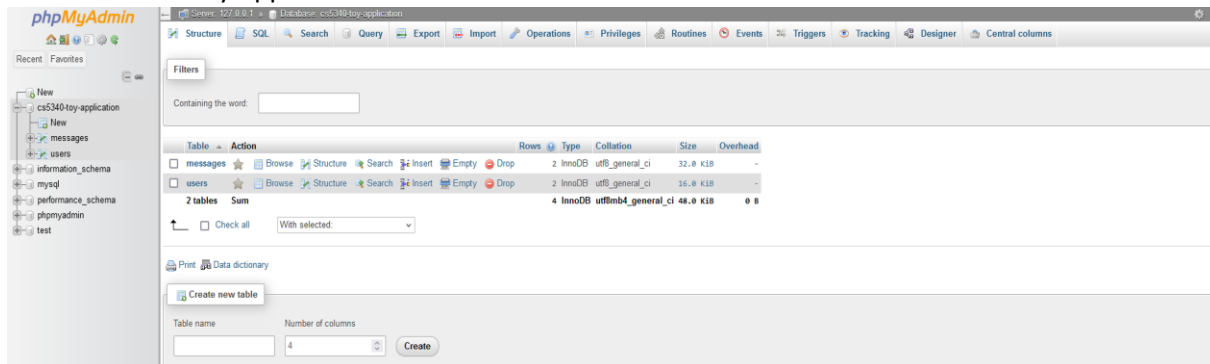 phpMyAdmin
Server: 127.0.0.1 » Database: cs5340-toy-application
Structure SQL Search Query Export Import Operations Privileges Routines Events Triggers Tracking Designer Central columns
Recent Favorites
New
cs5340-toy-application
New
messages
users
information_schema
mysql
performance_schema
phpmyadmin
test
Filters
Containing the word:
Table Action Rows Type Collation Size Overhead
messages Browse Structure Search Insert Empty Drop 2 InnoDB utf8_general_ci 32.0 KiB -
users Browse Structure Search Insert Empty Drop 2 InnoDB utf8_general_ci 16.0 KiB -
2 tables Sum 4 InnoDB utf8mb4_general_ci 48.0 KiB 0 B
Check all With selected:
Print Data dictionary
Create new table
Table name Number of columns
4 Create